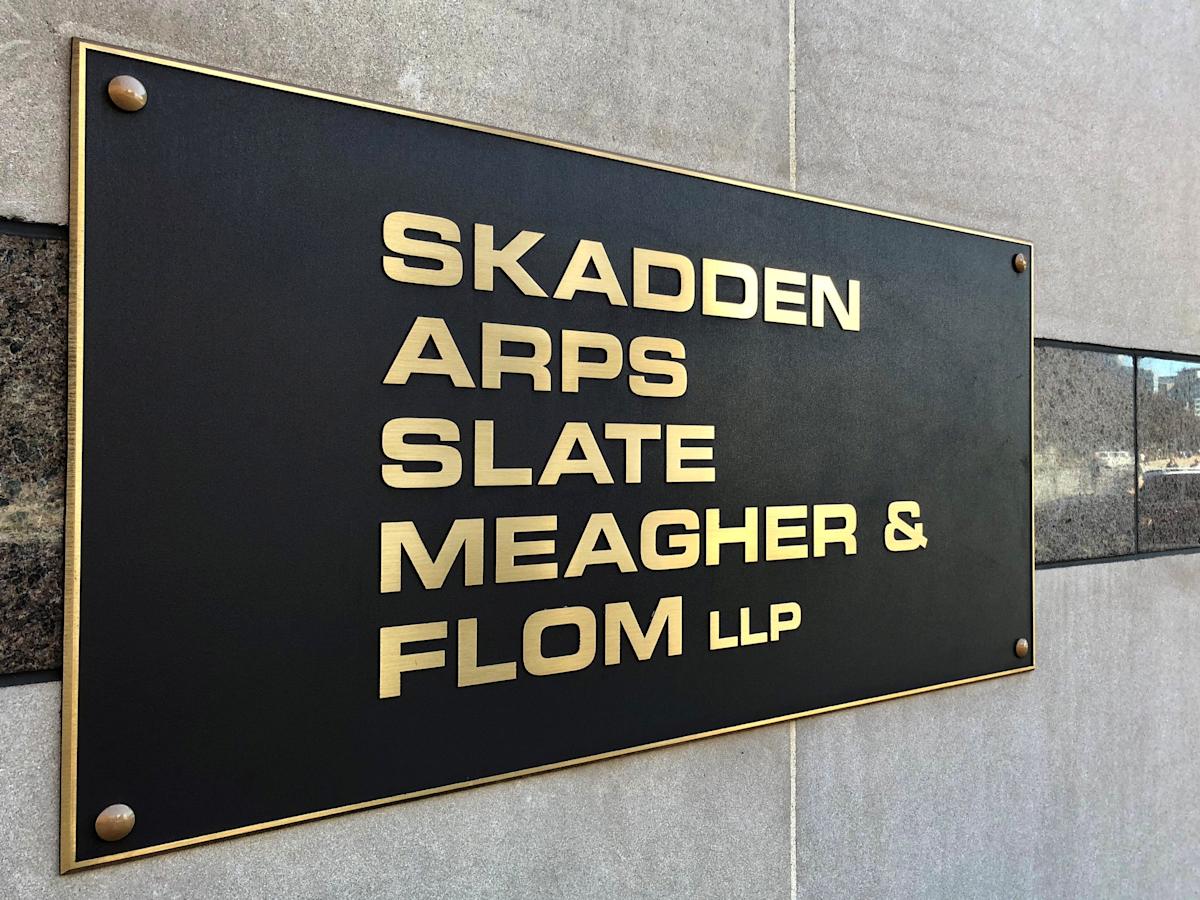 SKADDEN
ARPS
SLATE
MEAGHER &
FLOM LLP